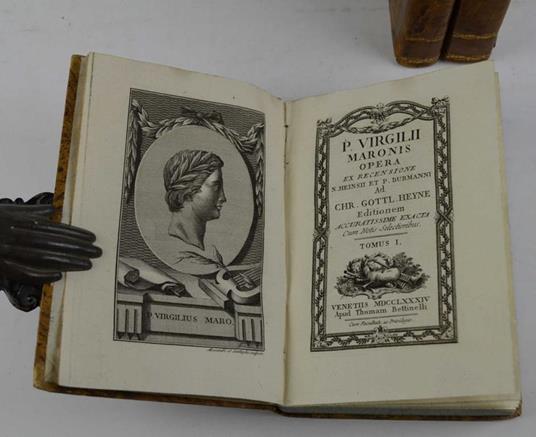 P. VIRGILIUS MARO.
P. VIRGILII
MARONIS
OPERA
EX RECENSIONE
N. HEINSII ET P. BURMANNI
Ad
CHR. GOTTL. HEYNE
Editionem
ACCURATISSIME EXACTA
Cum Notis Selectioribus.
TOMUS I.
VENETIIS MDCCLXXXIV
Apud Thomam Bettinelli
Cum Facultate ac Privilegio.